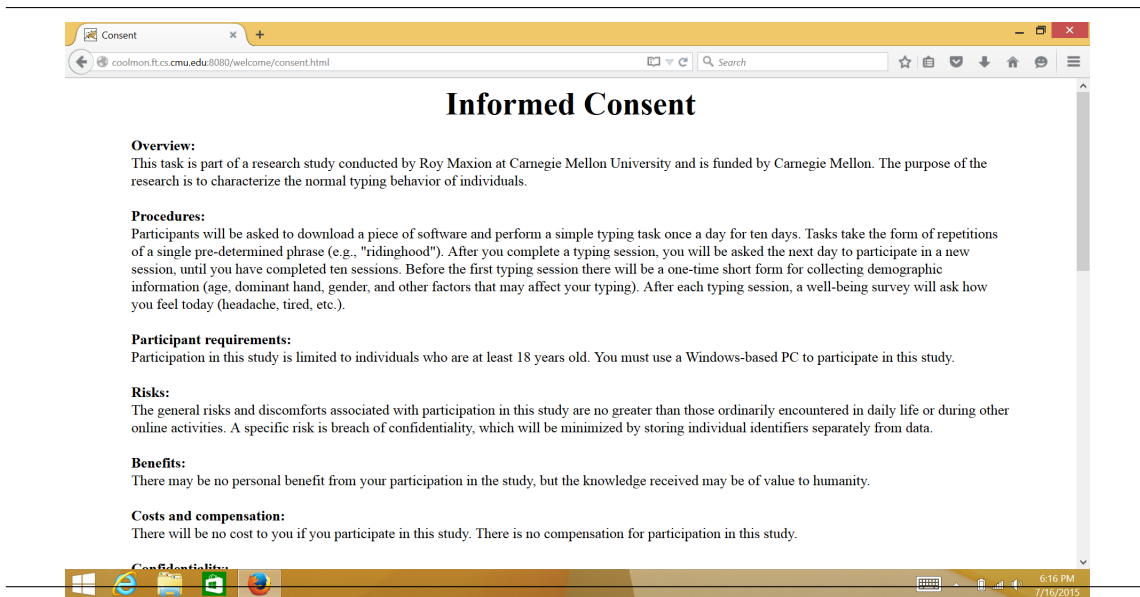 Consent
coolmon.ft.cs.cmu.edu:8080/welcome/consent.html
Search
Informed Consent
Overview:
This task is part of a research study conducted by Roy Maxion at Carnegie Mellon University and is funded by Carnegie Mellon. The purpose of the
research is to characterize the normal typing behavior of individuals.
Procedures:
Participants will be asked to download a piece of software and perform a simple typing task once a day for ten days. Tasks take the form of repetitions
of a single pre-determined phrase (e.g., "ridinghood"). After you complete a typing session, you will be asked the next day to participate in a new
session, until you have completed ten sessions. Before the first typing session there will be a one-time short form for collecting demographic
information (age, dominant hand, gender, and other factors that may affect your typing). After each typing session, a well-being survey will ask how
you feel today (headache, tired, etc.).
Participant requirements:
Participation in this study is limited to individuals who are at least 18 years old. You must use a Windows-based PC to participate in this study.
Risks:
The general risks and discomforts associated with participation in this study are no greater than those ordinarily encountered in daily life or during other
online activities. A specific risk is breach of confidentiality, which will be minimized by storing individual identifiers separately from data.
Benefits:
There may be no personal benefit from your participation in the study, but the knowledge received may be of value to humanity.
Costs and compensation:
There will be no cost to you if you participate in this study. There is no compensation for participation in this study.
Confidentiality:
6:16 PM
7/16/2015